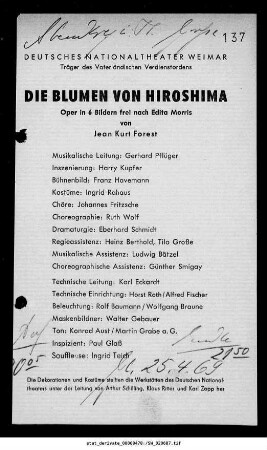 137
DEUTSCHES NATIONALTHEATER WEIMAR
Träger des Vaterländischen Verdienstordens
DIE BLUMEN VON HIROSHIMA
Oper in 6 Bildern frei nach Edita Morris
von
Jean Kurt Forest
Musikalische Leitung: Gerhard Pflüger
Inszenierung: Harry Kupfer
Bühnenbild: Franz Havemann
Kostüme: Ingrid Rahaus
Chöre: Johannes Fritzsche
Choreographie: Ruth Wolf
Dramaturgie: Eberhard Schmidt
Regieassistenz: Heinz Berthold, Tilo Große
Musikalische Assistenz: Ludwig Bätzel
Choreographische Assistenz: Günther Smigay
Technische Leitung: Karl Eckardt
Technische Einrichtung: Horst Roth/Alfred Fischer
Beleuchtung: Rolf Baumann/Wolfgang Braune
Maskenbildner: Walter Gebauer
Ton: Konrad Aust/Martin Grabe a. G.
Inspizient: Paul Glaß
Souffleuse: Ingrid
25.4.69
Die Dekorationen und Kostüme stellten die Werkstätten des Deutschen National-
theaters unter der Leitung von Arthur Schilling, Klaus Ritter und Karl Zepp her